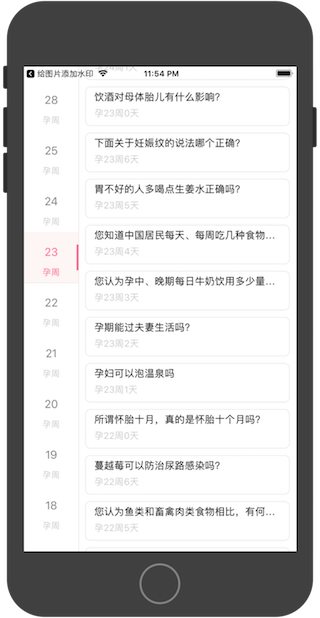 给图片添加水印
11:54 PM
28
孕周
25
孕周
24
孕周
23
孕周
22
孕周
21
孕周
20
孕周
19
孕周
18
孕周
饮酒对母体胎儿有什么影响?
孕23周0天
下面关于妊娠纹的说法哪个正确?
孕23周6天
胃不好的人多喝点生姜水正确吗?
孕23周5天
您知道中国居民每天、每周吃几种食物...
孕23周4天
您认为孕中、晚期每日牛奶饮用多少量...
孕23周3天
孕期能过夫妻生活吗?
孕23周2天
孕妇可以泡温泉吗
孕23周1天
所谓怀胎十月，真的是怀胎十个月吗?
孕22周0天
蔓越莓可以防治尿路感染吗?
孕22周6天
您认为鱼类和畜禽肉类食物相比，有何...
孕22周5天